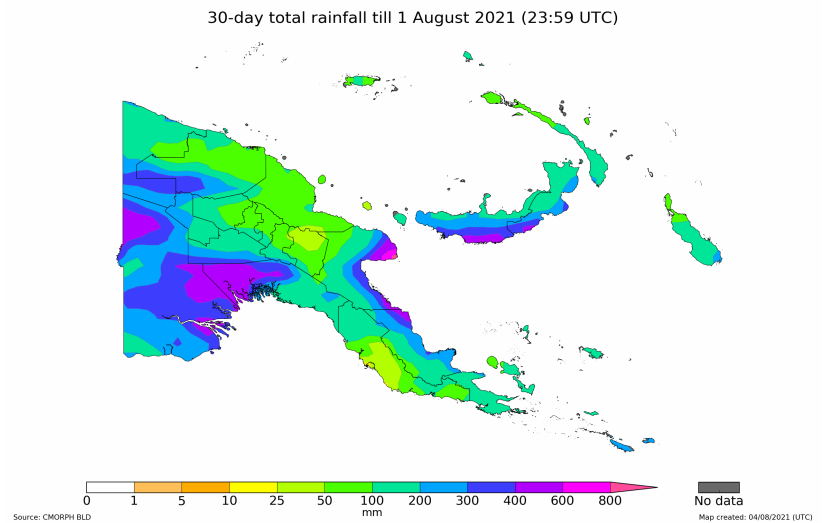 30-day total rainfall till 1 August 2021 (23:59 UTC)
0 1 5 10 25 50 100 200 300 400 600 800 No data
mm
Source: CMORPH BLD Map created: 04/08/2021 (UTC)